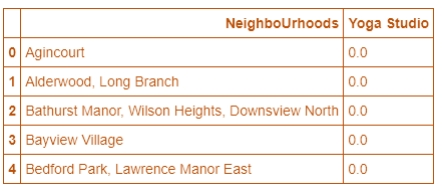 NeighboUrhoods Yoga Studio
0 Agincourt 0.0
1 Alderwood, Long Branch 0.0
2 Bathurst Manor, Wilson Heights, Downsview North 0.0
3 Bayview Village 0.0
4 Bedford Park, Lawrence Manor East 0.0